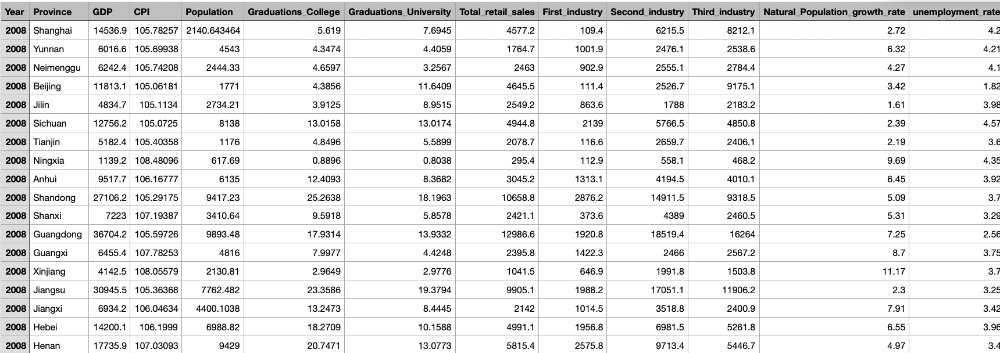 Year Province GDP CPI Population Graduations_College Graduations_University Total_retail_sales First_industry Second_industry Third_industry Natural_Population_growth_rate unemployment_rate
2008 Shanghai 14536.9 105.78257 2140.643464 5.619 7.6945 4577.2 109.4 6215.5 8212.1 2.72 4.2
2008 Yunnan 6016.6 105.69938 4543 4.3474 4.4059 1764.7 1001.9 2476.1 2538.6 6.32 4.21
2008 Neimenggu 6242.4 105.74208 2444.33 4.6597 3.2567 2463 902.9 2555.1 2784.4 4.27 4.1
2008 Beijing 11813.1 105.06181 1771 4.3856 11.6409 4645.5 111.4 2526.7 9175.1 3.42 1.82
2008 Jilin 4834.7 105.1134 2734.21 3.9125 8.9515 2549.2 863.6 1788 2183.2 1.61 3.98
2008 Sichuan 12756.2 105.0725 8138 13.0158 13.0174 4944.8 2139 5766.5 4850.8 2.39 4.57
2008 Tianjin 5182.4 105.40358 1176 4.8496 5.5899 2078.7 116.6 2659.7 2406.1 2.19 3.6
2008 Ningxia 1139.2 108.48096 617.69 0.8896 0.8038 295.4 112.9 558.1 468.2 9.69 4.35
2008 Anhui 9517.7 106.16777 6135 12.4093 8.3682 3045.2 1313.1 4194.5 4010.1 6.45 3.92
2008 Shandong 27106.2 105.29175 9417.23 25.2638 18.1963 10658.8 2876.2 14911.5 9318.5 5.09 3.7
2008 Shanxi 7223 107.19387 3410.64 9.5918 5.8578 2421.1 373.6 4389 2460.5 5.31 3.29
2008 Guangdong 36704.2 105.59726 9893.48 17.9314 13.9332 12986.6 1920.8 18519.4 16264 7.25 2.56
2008 Guangxi 6455.4 107.78253 4816 7.9977 4.4248 2395.8 1422.3 2466 2567.2 8.7 3.75
2008 Xinjiang 4142.5 108.05579 2130.81 2.9649 2.9776 1041.5 646.9 1991.8 1503.8 11.17 3.7
2008 Jiangsu 30945.5 105.36368 7762.482 23.3586 19.3794 9905.1 1988.2 17051.1 11906.2 2.3 3.25
2008 Jiangxi 6934.2 106.04634 4400.1038 13.2473 8.4445 2142 1014.5 3518.8 2400.9 7.91 3.42
2008 Hebei 14200.1 106.1999 6988.82 18.2709 10.1588 4991.1 1956.8 6981.5 5261.8 6.55 3.96
2008 Henan 17735.9 107.03093 9429 20.7471 13.0773 5815.4 2575.8 9713.4 5446.7 4.97 3.4